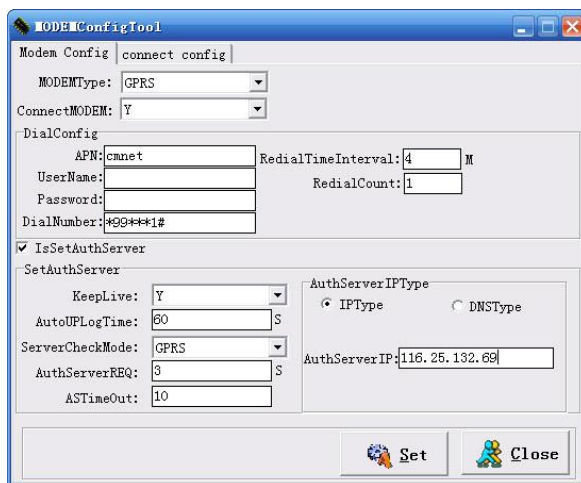 MODEMConfigTool
Modem Config connect config
MODEMType: GPRS
ConnectMODEM: Y
DialConfig
APN: cmnet RedialTimeInterval: 4 M
UserName: RedialCount: 1
Password:
DialNumber: *99***1#
IsSetAuthServer
SetAuthServer
AuthServerIPType
KeepLive: Y IPType DNSType
AutoUPLogTime: 60 S
ServerCheckMode: GPRS AuthServerIP: 116.25.132.69
AuthServerREQ: 3 S
ASTimeOut: 10
Set Close